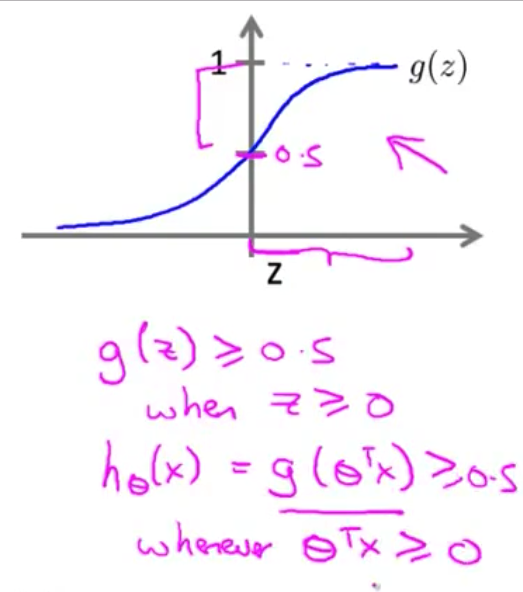 1
g(z)
0.5
z
g(z) ≥ 0.5
when z ≥ 0
hθ(x) = g(θᵀx) ≥ 0.5
whenever θᵀx ≥ 0